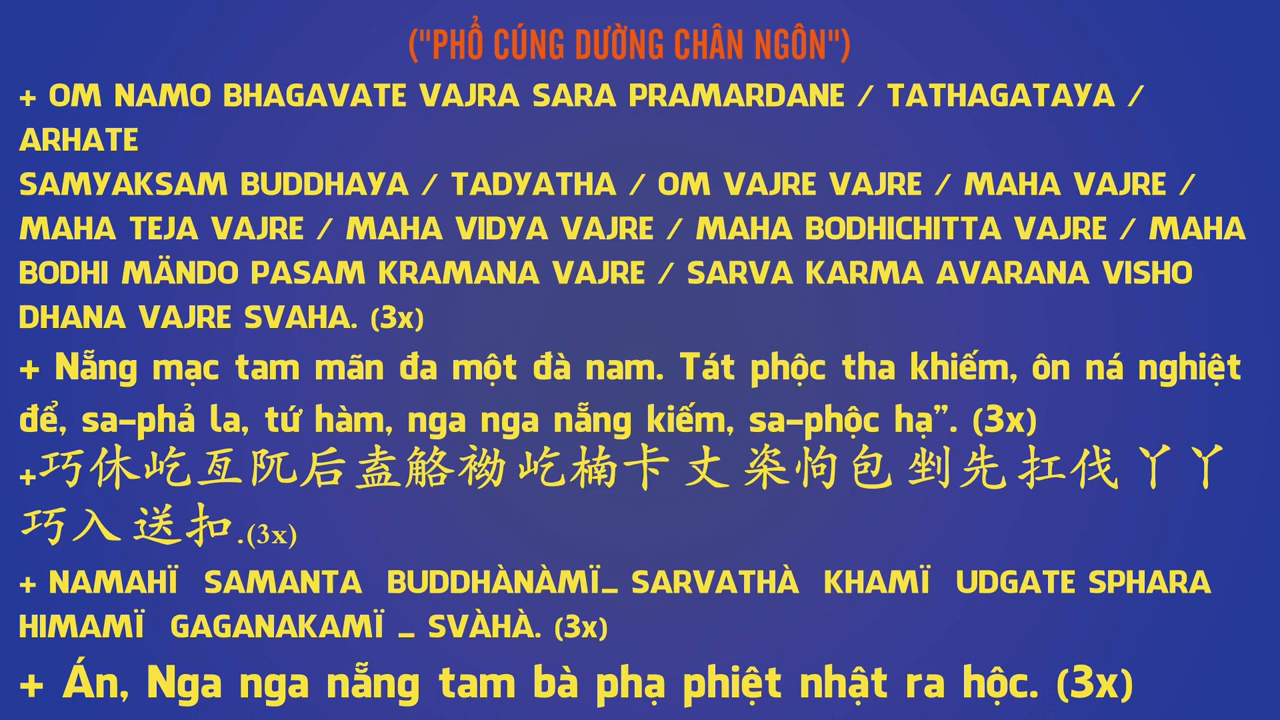 ("PHỔ CÚNG DƯỜNG CHÂN NGÔN")
+ OM NAMO BHAGAVATE VAJRA SARA PRAMARDANE / TATHAGATAYA /
ARHATE
SAMYAKSAM BUDDHAYA / TADYATHA / OM VAJRE VAJRE / MAHA VAJRE /
MAHA TEJA VAJRE / MAHA VIDYA VAJRE / MAHA BODHICHITTA VAJRE / MAHA
BODHI MÄNDO PASAM KRAMANA VAJRE / SARVA KARMA AVARANA VISHO
DHANA VAJRE SVAHA. (3x)
+ Nẵng mạc tam mãn đa một đà nam. Tát phộc tha khiếm, ôn ná nghiệt
để, sa-phả la, tứ hàm, nga nga nẵng kiếm, sa-phộc hạ”. (3x)
+巧休屹亙阢后盍觡袎屹楠卡丈楶怐包剉先扛伐丫丫
巧入送扣.(3x)
+ NAMAHÏ SAMANTA BUDDHÀNÀMÏ_ SARVATHÀ KHAMÏ UDGATE SPHARA
HIMAMÏ GAGANAKAMÏ _ SVÀHÀ. (3x)
+ Án, Nga nga nẵng tam bà phạ phiệt nhật ra hộc. (3x)